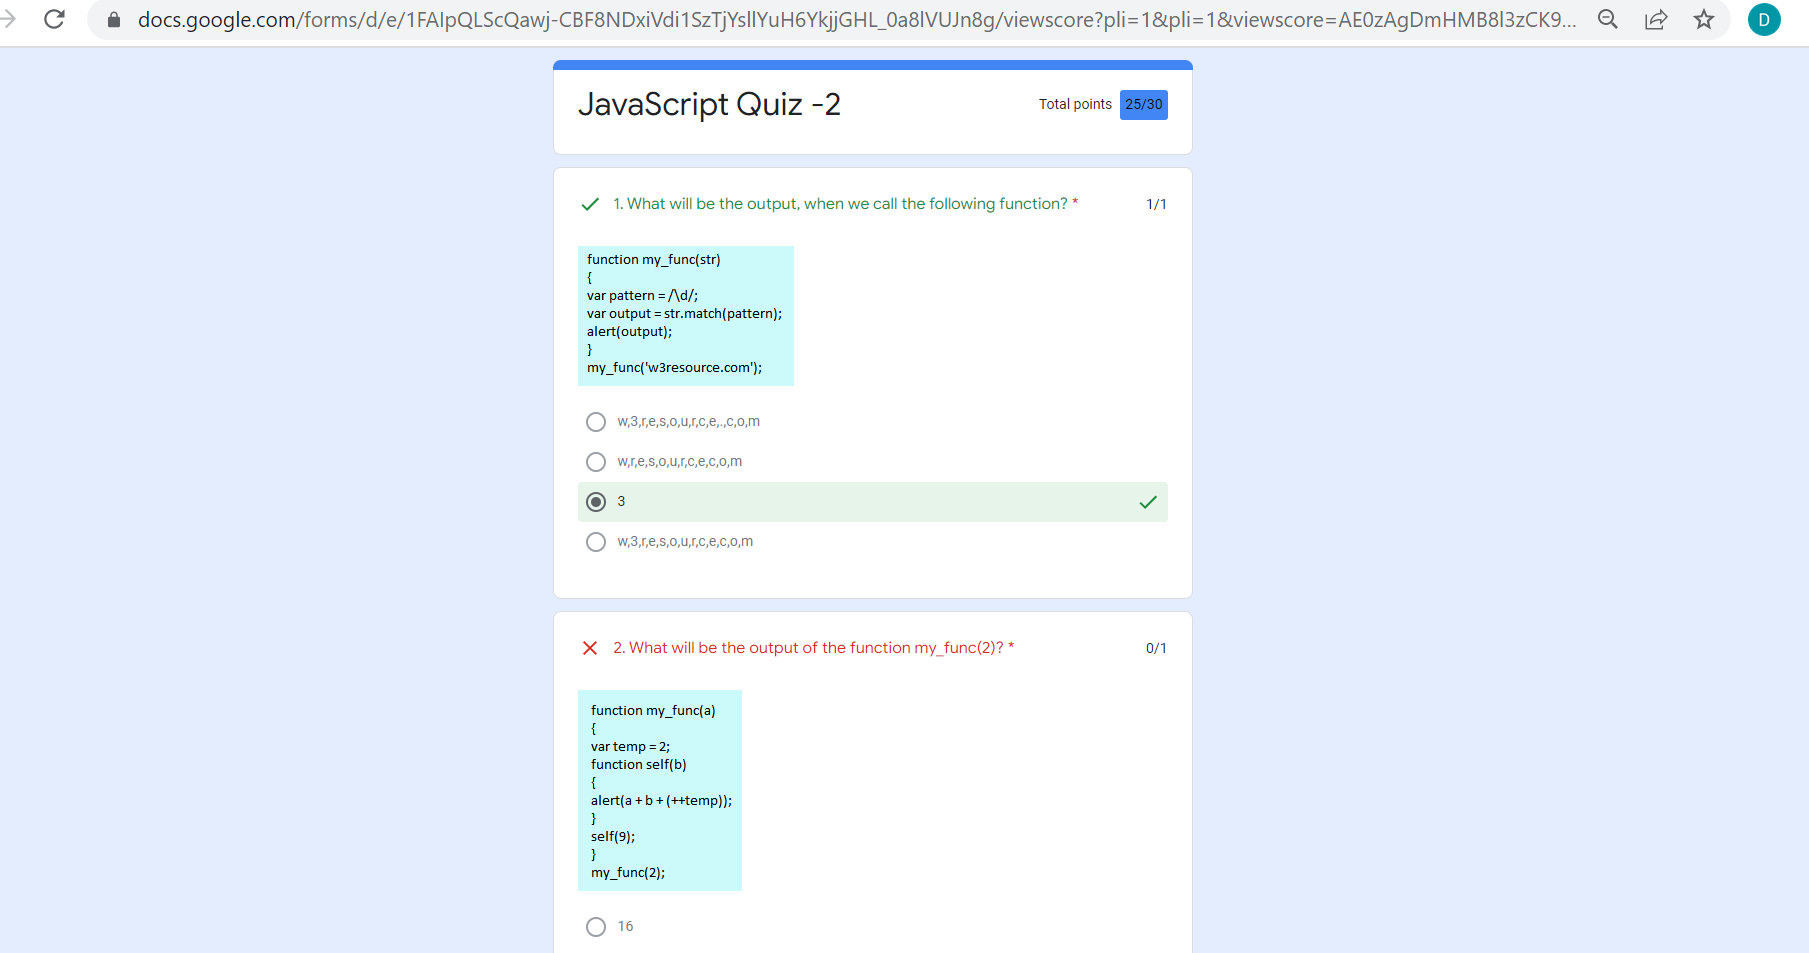 docs.google.com/forms/d/e/1FAIpQLScQawj-CBF8NDxiVdi1SzTjYsllYuH6YkjjGHL_0a8lVUJn8g/viewscore?pli=1&pli=1&viewscore=AE0zAgDmHMB8l3zCK9...
D
JavaScript Quiz -2
Total points 25/30
1. What will be the output, when we call the following function? *
1/1
function my_func(str)
{
var pattern = /\d/;
var output = str.match(pattern);
alert(output);
}
my_func('w3resource.com');
w,3,r,e,s,o,u,r,c,e,.,c,o,m
w,r,e,s,o,u,r,c,e,c,o,m
3
w,3,r,e,s,o,u,r,c,e,c,o,m
2. What will be the output of the function my_func(2)? *
0/1
function my_func(a)
{
var temp = 2;
function self(b)
{
alert(a + b + (++temp));
}
self(9);
}
my_func(2);
16